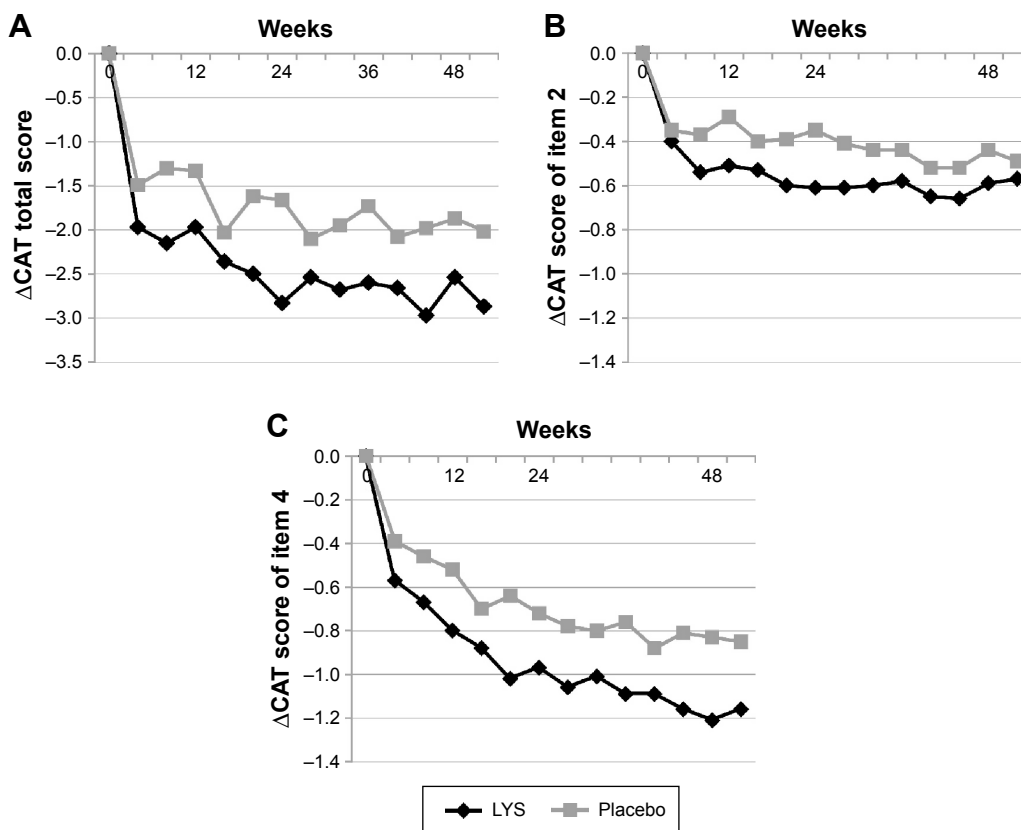 A
Weeks
0.0
0 12 24 36 48
–0.5
–1.0
–1.5
–2.0
–2.5
–3.0
–3.5
ΔCAT total score
B
Weeks
0.0
0 12 24 48
–0.2
–0.4
–0.6
–0.8
–1.0
–1.2
–1.4
ΔCAT score of item 2
C
Weeks
0.0
0 12 24 48
–0.2
–0.4
–0.6
–0.8
–1.0
–1.2
–1.4
ΔCAT score of item 4
LYS Placebo